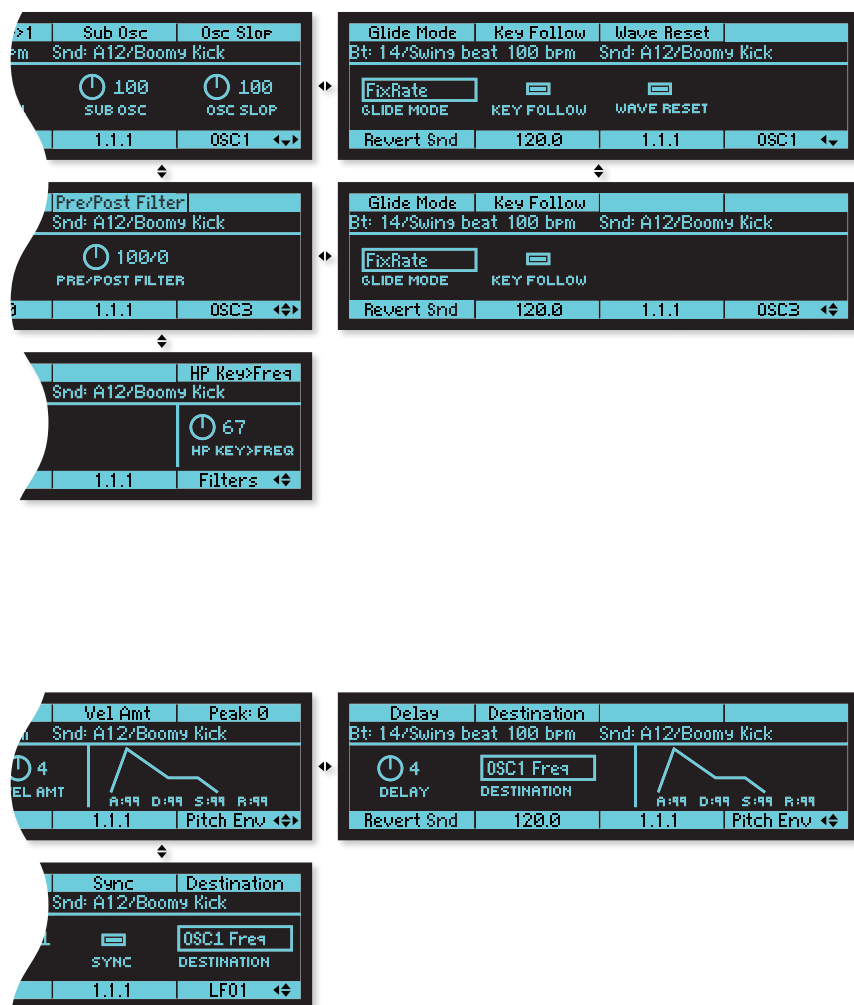 >1 Sub Osc Osc Slop
Snd: A12/Boomy Kick
100 100
SUB OSC OSC SLOP
1.1.1 OSC1
Glide Mode Key Follow Wave Reset
Bt: 14/Swing beat 100 bpm Snd: A12/Boomy Kick
FixRate
GLIDE MODE KEY FOLLOW WAVE RESET
Revert Snd 120.0 1.1.1 OSC1
Pre/Post Filter
Snd: A12/Boomy Kick
100/0
PRE/POST FILTER
1.1.1 OSC3
Glide Mode Key Follow
Bt: 14/Swing beat 100 bpm Snd: A12/Boomy Kick
FixRate
GLIDE MODE KEY FOLLOW
Revert Snd 120.0 1.1.1 OSC3
HP Key>Freq
Snd: A12/Boomy Kick
67
HP KEY>FREQ
1.1.1 Filters
Vel Amt Peak: 0
Snd: A12/Boomy Kick
4
EL AMT A:99 D:99 S:99 R:99
1.1.1 Pitch Env
Delay Destination
Bt: 14/Swing beat 100 bpm Snd: A12/Boomy Kick
4 OSC1 Freq
DELAY DESTINATION A:99 D:99 S:99 R:99
Revert Snd 120.0 1.1.1 Pitch Env
Sync Destination
Snd: A12/Boomy Kick
OSC1 Freq
SYNC DESTINATION
1.1.1 LFO1